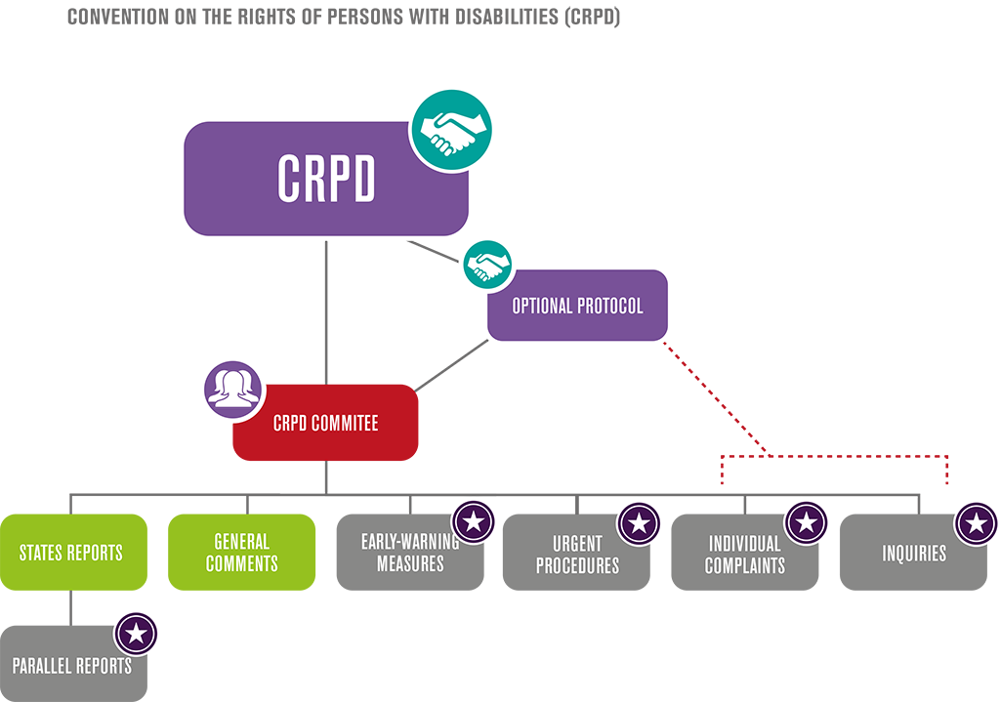 CONVENTION ON THE RIGHTS OF PERSONS WITH DISABILITIES (CRPD)
CRPD
OPTIONAL PROTOCOL
CRPD COMMITEE
STATES REPORTS
GENERAL
COMMENTS
EARLY-WARNING
MEASURES
URGENT
PROCEDURES
INDIVIDUAL
COMPLAINTS
INQUIRIES
PARALLEL REPORTS